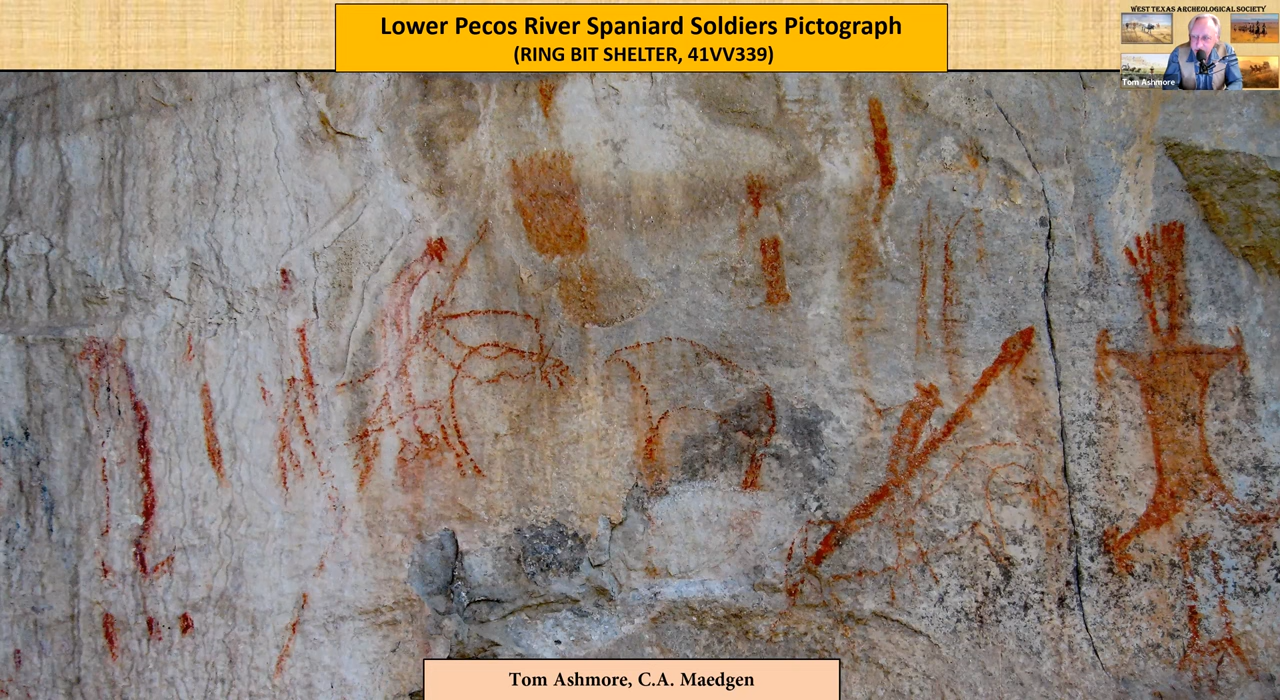 Lower Pecos River Spaniard Soldiers Pictograph
(RING BIT SHELTER, 41VV339)
WEST TEXAS ARCHEOLOGICAL SOCIETY
Tom Ashmore
Tom Ashmore, C.A. Maedgen